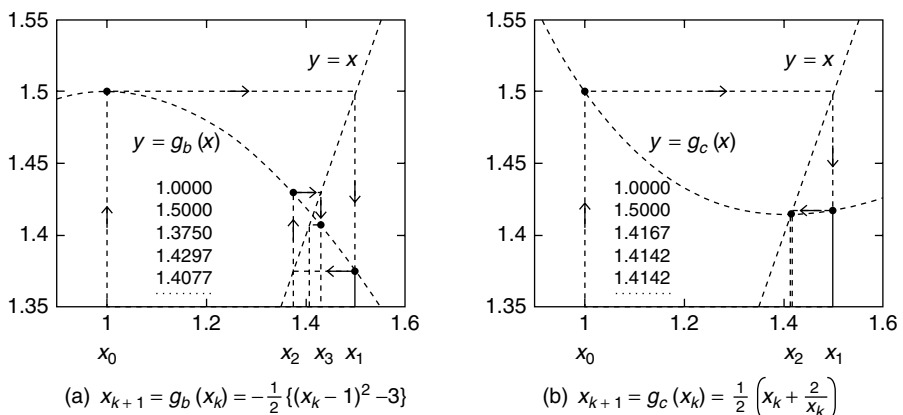 1.55
1.5
1.45
1.4
1.35
y = x
y = g_b (x)
1.0000
1.5000
1.3750
1.4297
1.4077
..........
1 1.2 1.4 1.6
x_0 x_2 x_3 x_1
(a) x_{k+1} = g_b (x_k) = -\frac{1}{2} {(x_k – 1)^2 – 3}
1.55
1.5
1.45
1.4
1.35
y = x
y = g_c (x)
1.0000
1.5000
1.4167
1.4142
1.4142
..........
1 1.2 1.4 1.6
x_0 x_2 x_1
(b) x_{k+1} = g_c (x_k) = \frac{1}{2} (x_k + \frac{2}{x_k})